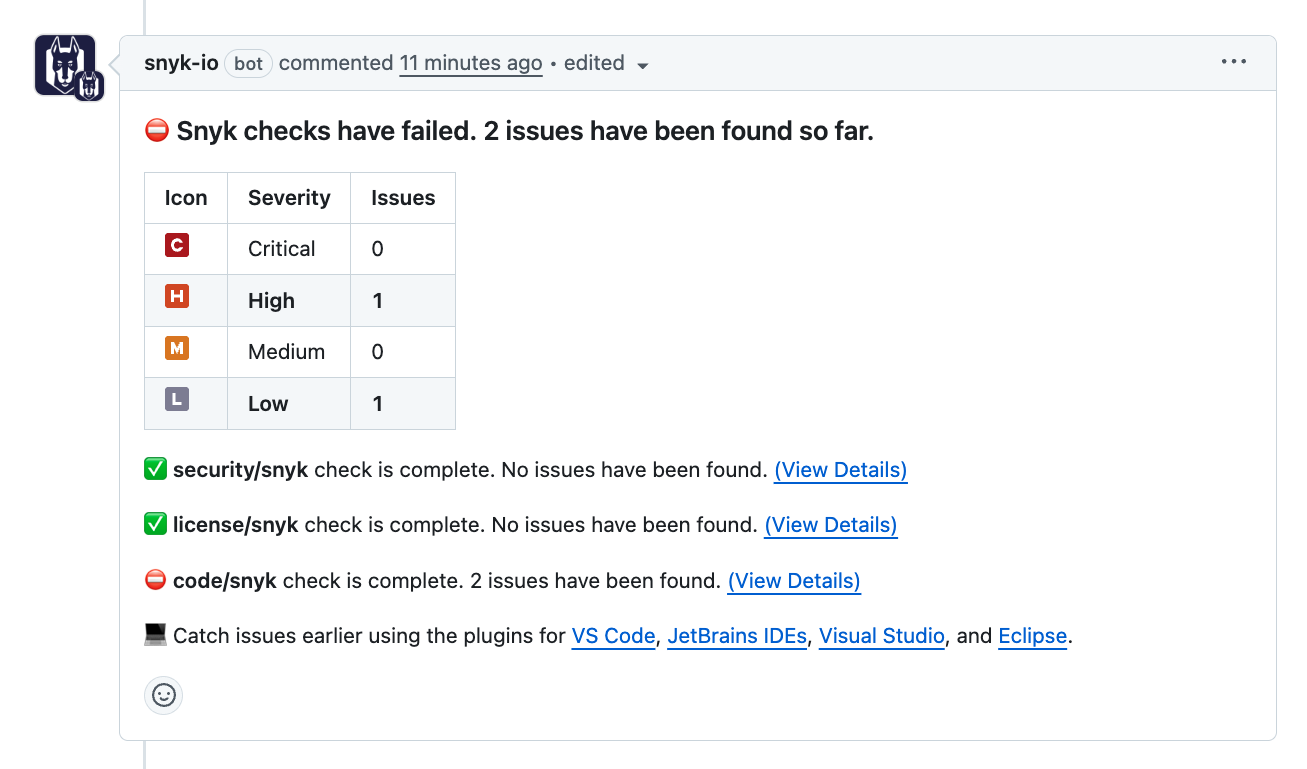 snyk-io bot commented 11 minutes ago • edited
⛔ Snyk checks have failed. 2 issues have been found so far.
Icon Severity Issues
C Critical 0
H High 1
M Medium 0
L Low 1
✅ security/snyk check is complete. No issues have been found. (View Details)
✅ license/snyk check is complete. No issues have been found. (View Details)
⛔ code/snyk check is complete. 2 issues have been found. (View Details)
💻 Catch issues earlier using the plugins for VS Code, JetBrains IDEs, Visual Studio, and Eclipse.